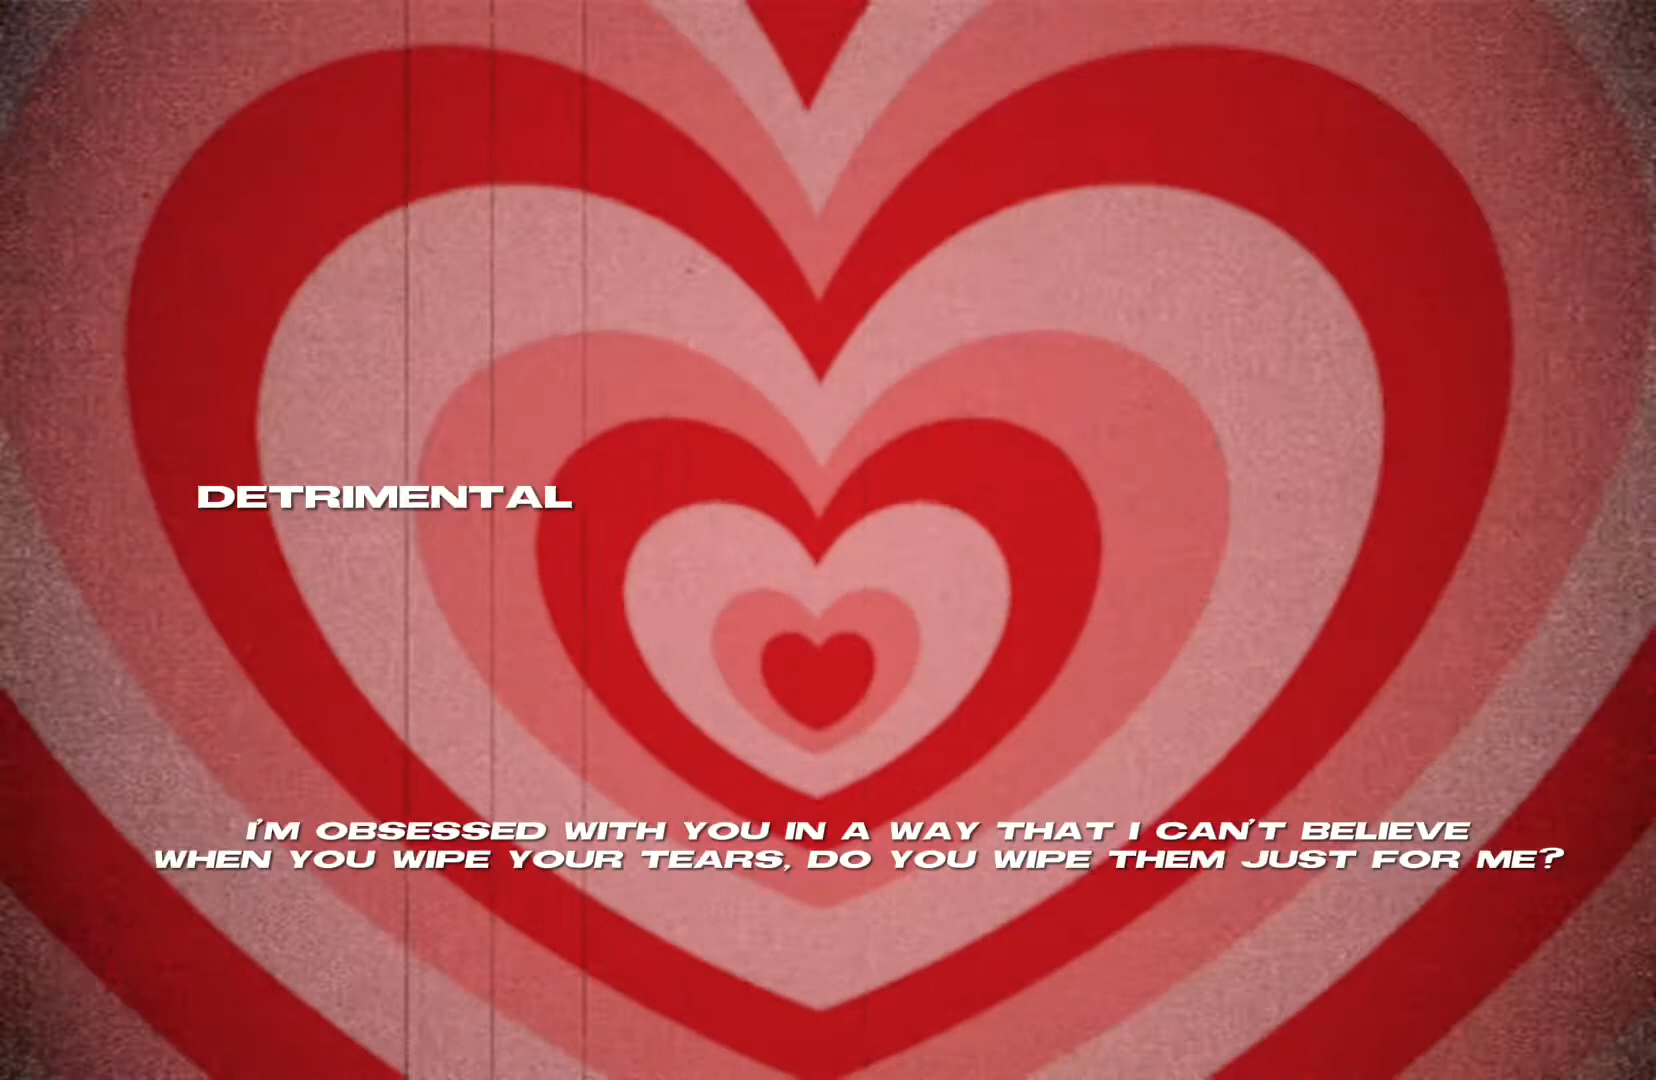 DETRIMENTAL
I'M OBSESSED WITH YOU IN A WAY THAT I CAN'T BELIEVE
WHEN YOU WIPE YOUR TEARS, DO YOU WIPE THEM JUST FOR ME?